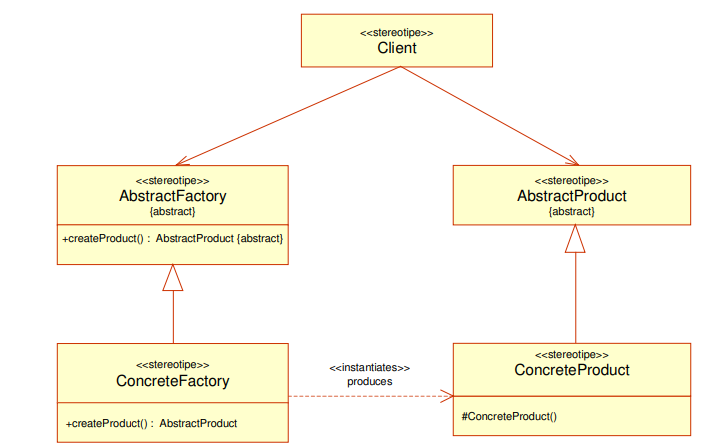 <<stereotipe>>
Client
<<stereotipe>>
AbstractFactory
{abstract}
+createProduct() : AbstractProduct {abstract}
<<stereotipe>>
AbstractProduct
{abstract}
<<stereotipe>>
ConcreteFactory
+createProduct() : AbstractProduct
<<instantiates>>
produces
<<stereotipe>>
ConcreteProduct
#ConcreteProduct()